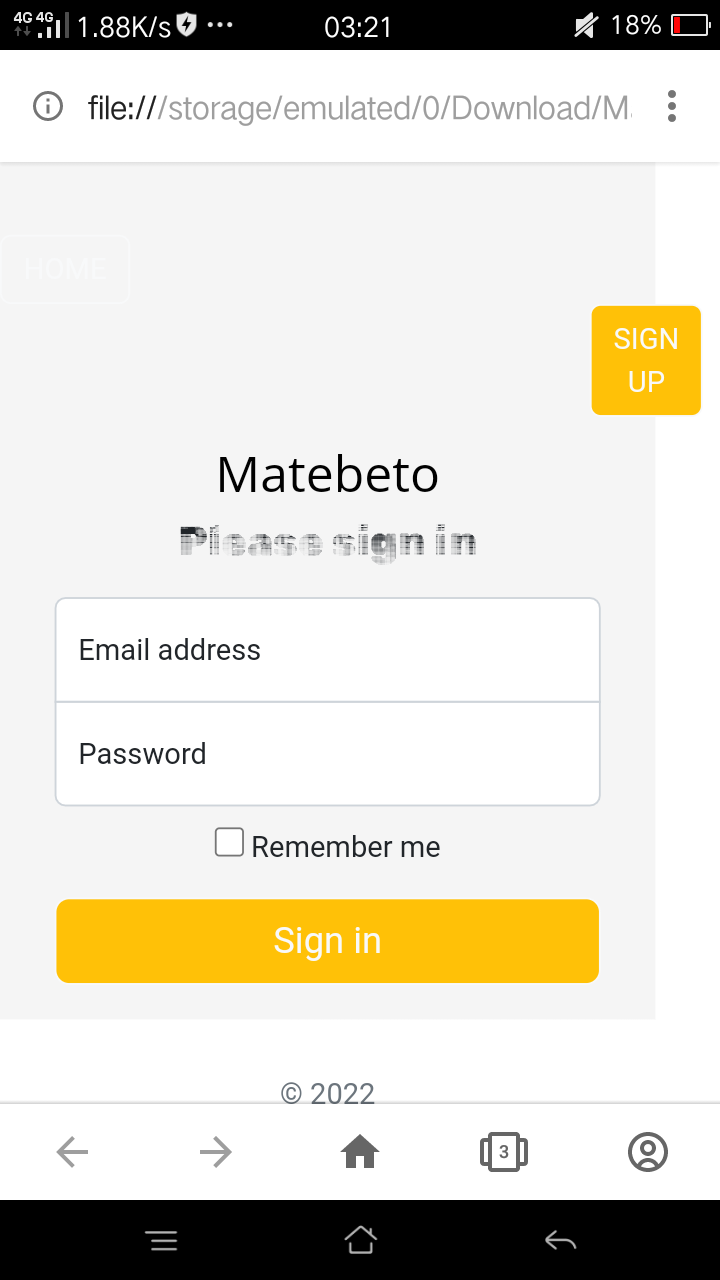 4G 4G 1.88K/s ... 03:21 18%
file:///storage/emulated/0/Download/M
HOME
SIGN
UP
Matebeto
Please sign in
Email address
Password
Remember me
Sign in
© 2022
3